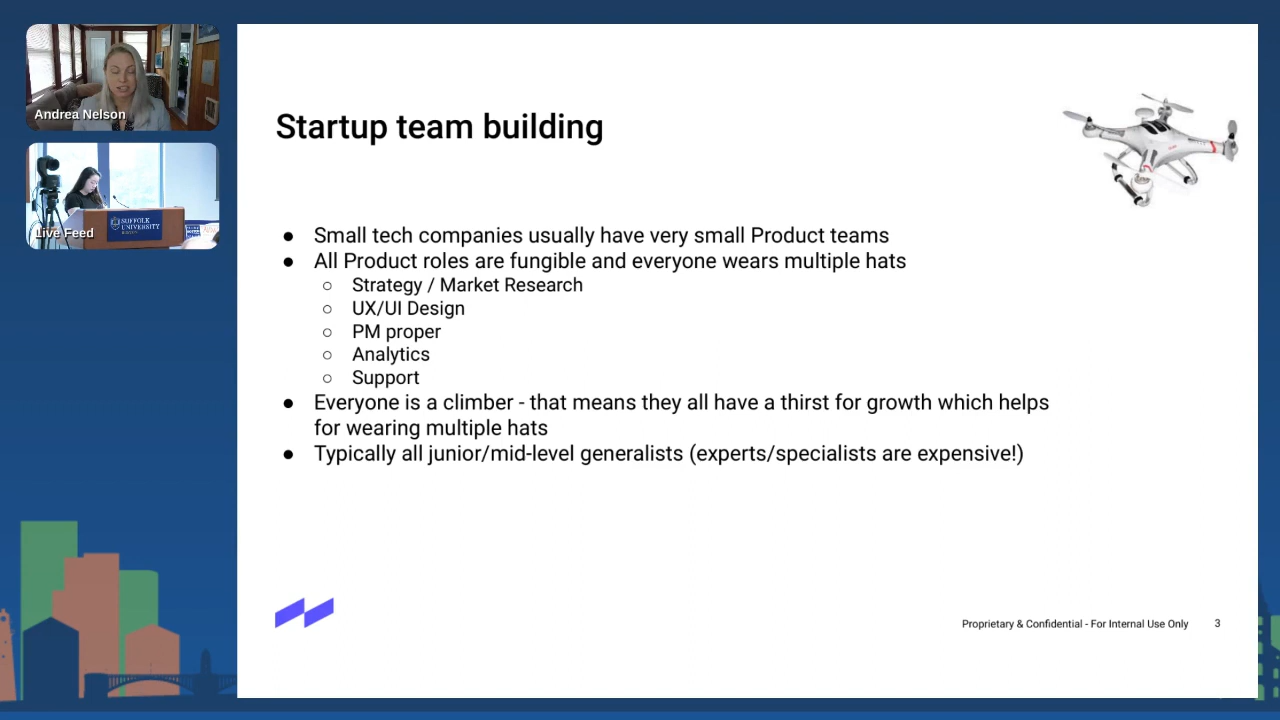 Andrea Nelson
SUFFOLK
UNIVERSITY
Live Feed
Startup team building
● Small tech companies usually have very small Product teams
● All Product roles are fungible and everyone wears multiple hats
○ Strategy / Market Research
○ UX/UI Design
○ PM proper
○ Analytics
○ Support
● Everyone is a climber - that means they all have a thirst for growth which helps
for wearing multiple hats
● Typically all junior/mid-level generalists (experts/specialists are expensive!)
Proprietary & Confidential - For Internal Use Only 3